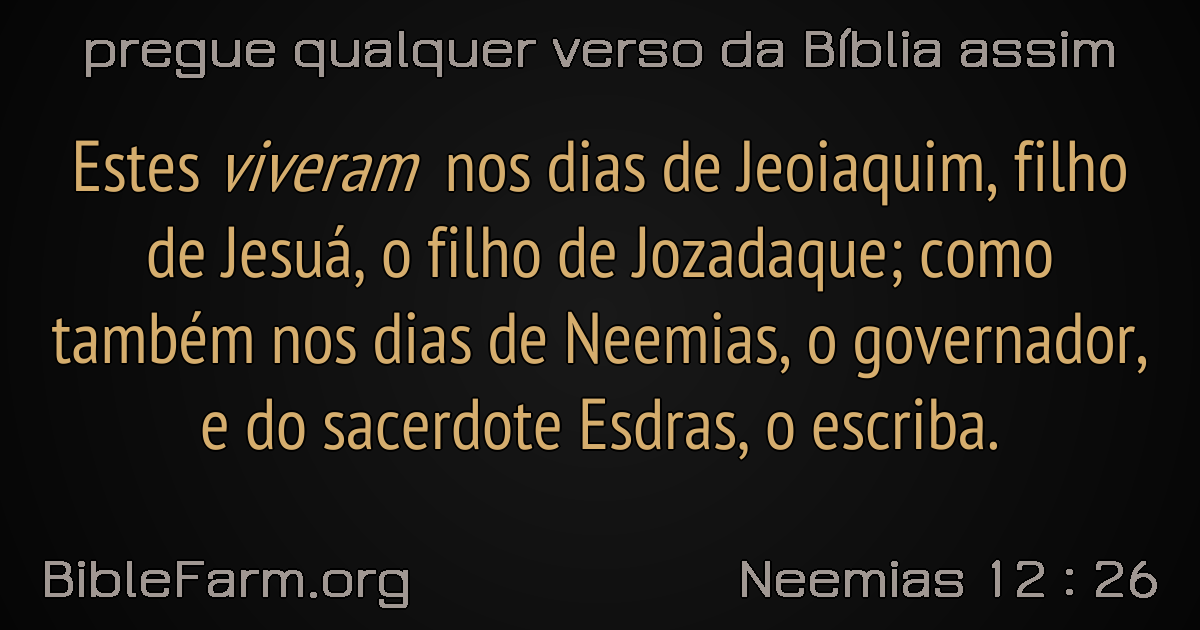 pregue qualquer verso da Bíblia assim
Estes viveram nos dias de Jeoiaquim, filho
de Jesuá, o filho de Jozadaque; como
também nos dias de Neemias, o governador,
e do sacerdote Esdras, o escriba.
BibleFarm.org
Neemias 12 : 26